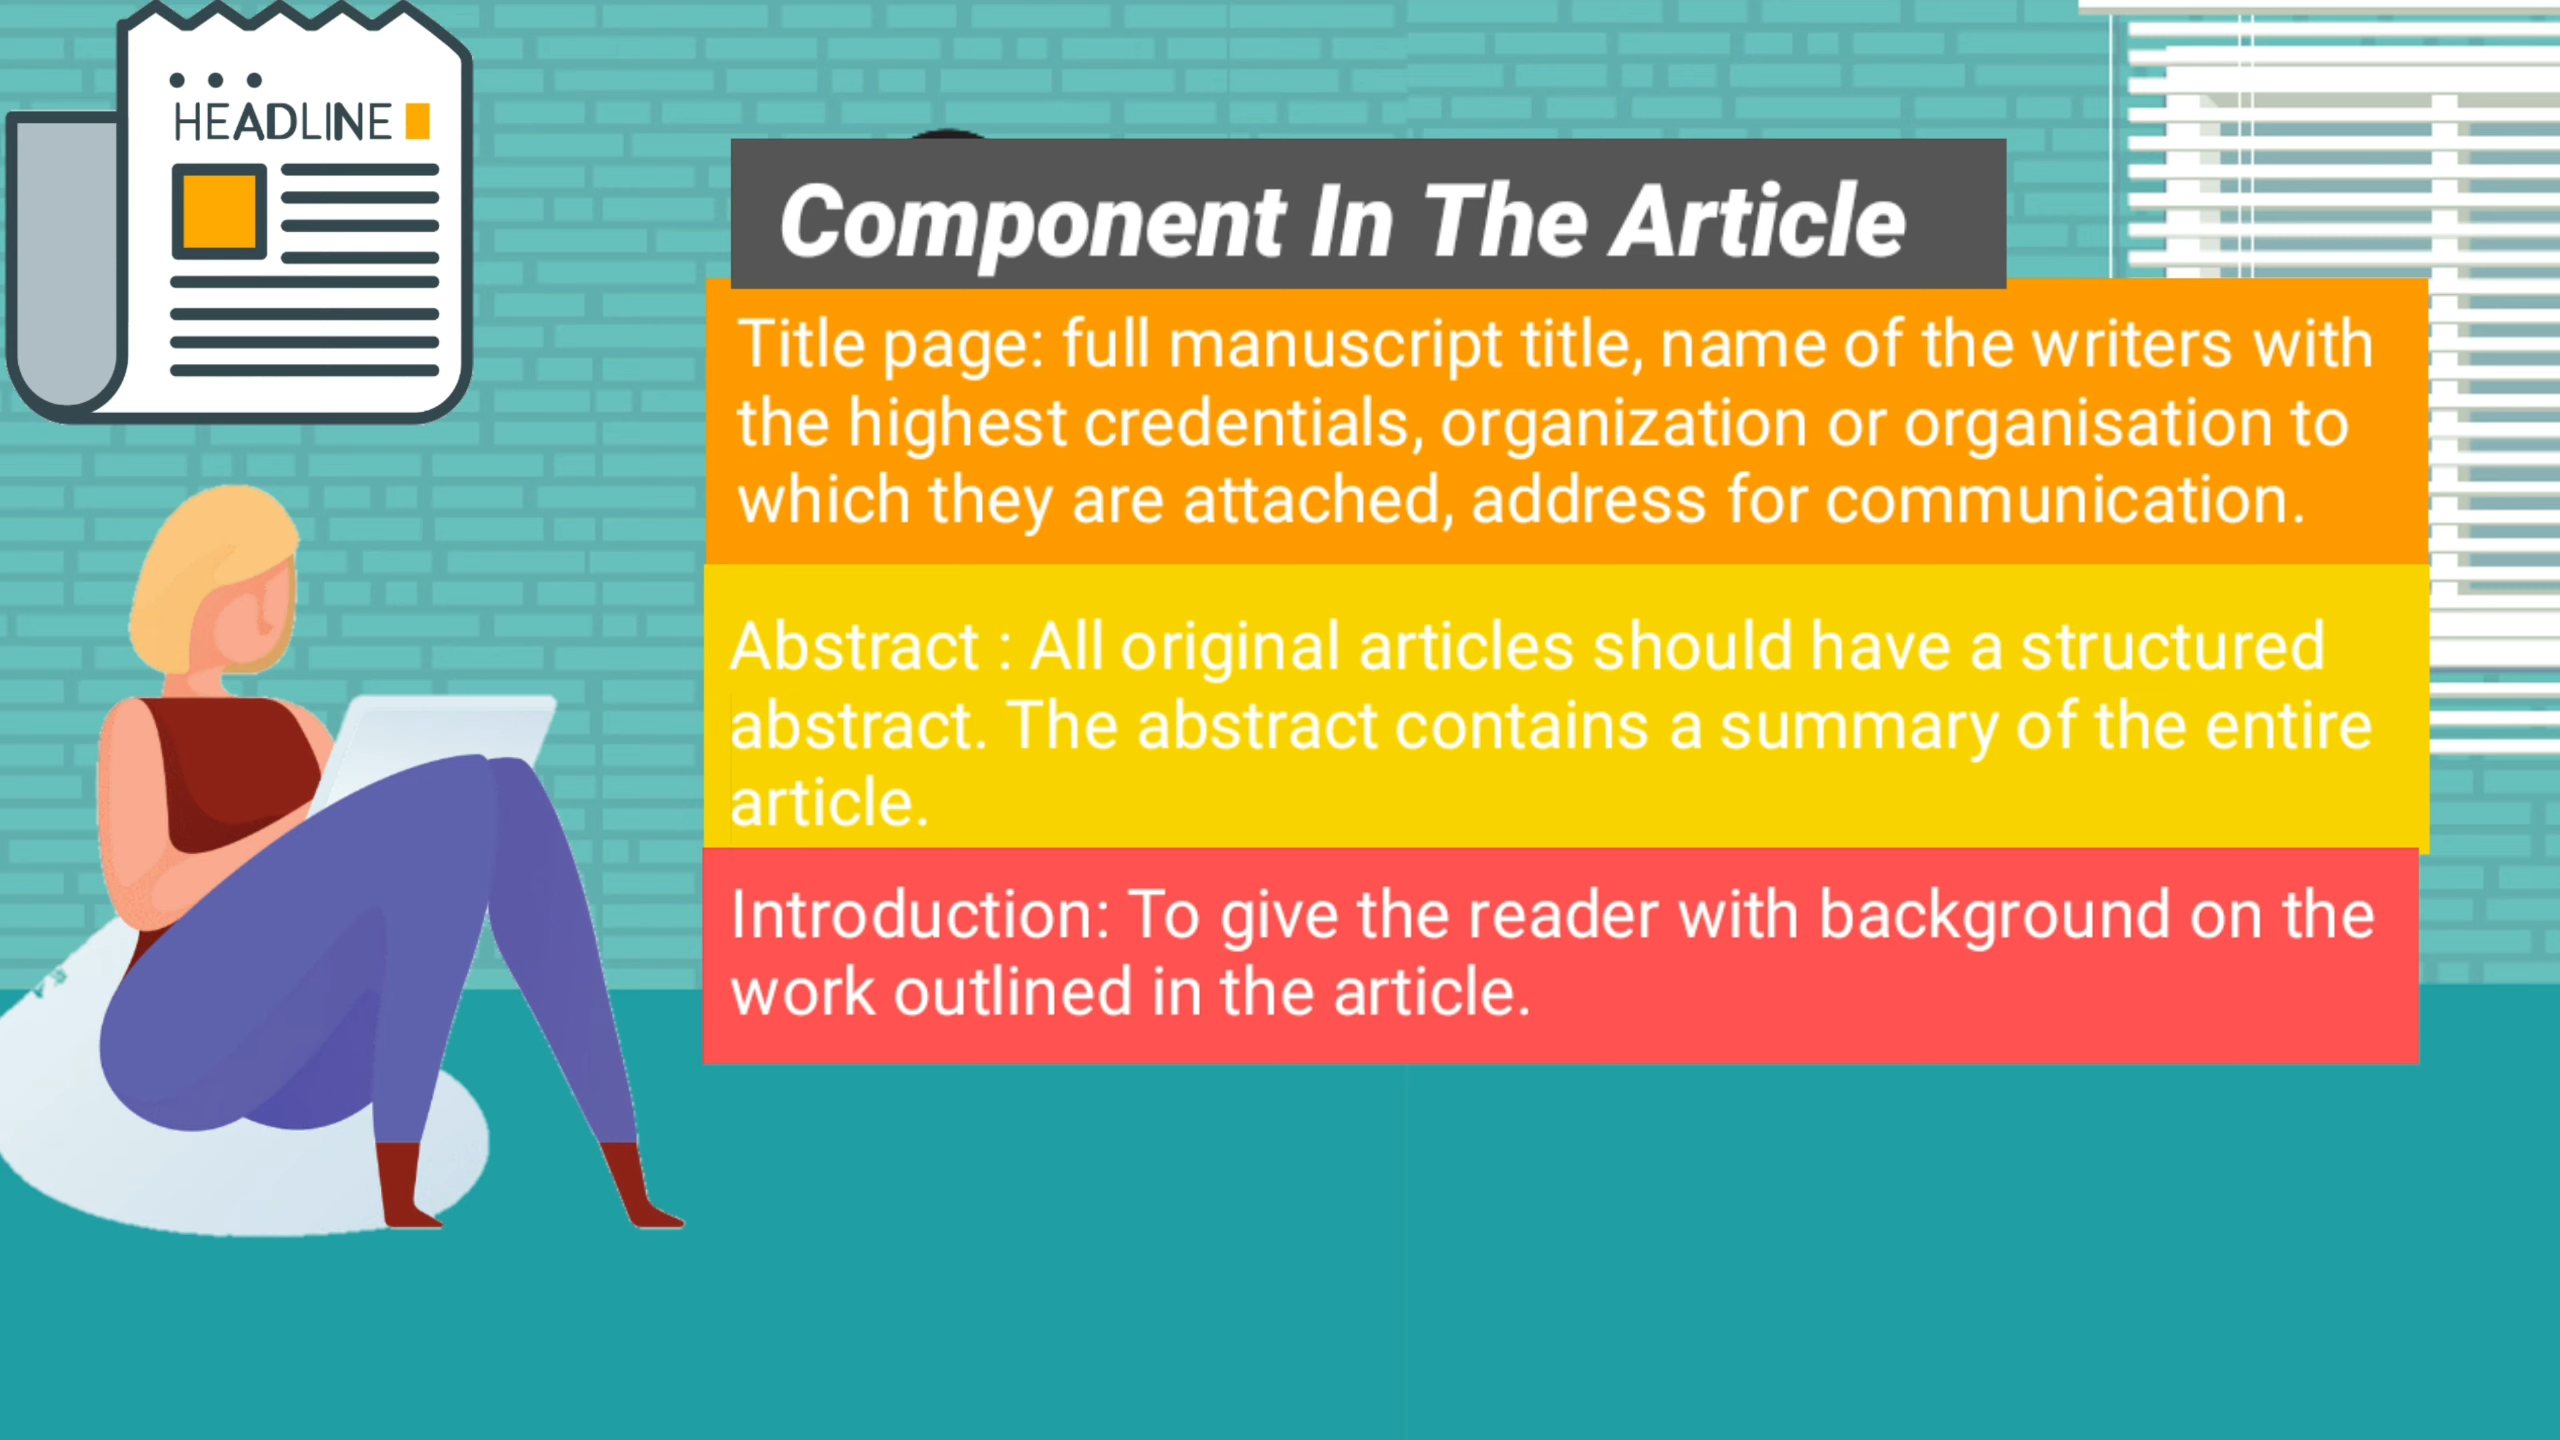 HEADLINE
Component In The Article
Title page: full manuscript title, name of the writers with
the highest credentials, organization or organisation to
which they are attached, address for communication.
Abstract : All original articles should have a structured
abstract. The abstract contains a summary of the entire
article.
Introduction: To give the reader with background on the
work outlined in the article.